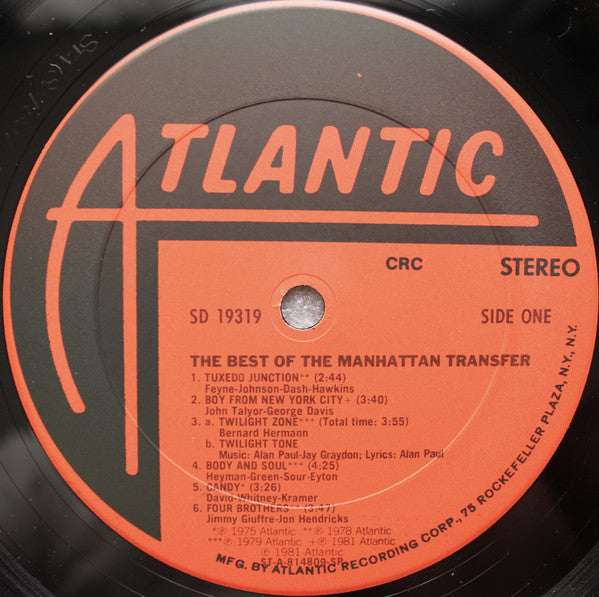 ATLANTIC
CRC STEREO
SD 19319 SIDE ONE
THE BEST OF THE MANHATTAN TRANSFER
1. TUXEDO JUNCTION** (2:44)
Feyne-Johnson-Dash-Hawkins
2. BOY FROM NEW YORK CITY+ (3:40)
John Talyor-George Davis
3. a. TWILIGHT ZONE*** (Total time: 3:55)
Bernard Hermann
b. TWILIGHT TONE
Music: Alan Paul-Jay Graydon; Lyrics: Alan Paul
4. BODY AND SOUL*** (4:25)
Heyman-Green-Sour-Eyton
5. CANDY* (3:26)
David-Whitney-Kramer
6. FOUR BROTHERS** (3:47)
Jimmy Giuffre-Jon Hendricks
*℗ 1975 Atlantic **℗ 1978 Atlantic
***℗ 1979 Atlantic +℗ 1981 Atlantic
℗ 1981 Atlantic
ST-A-814809-SP
MFG. BY ATLANTIC RECORDING CORP., 75 ROCKEFELLER PLAZA, N.Y., N.Y.